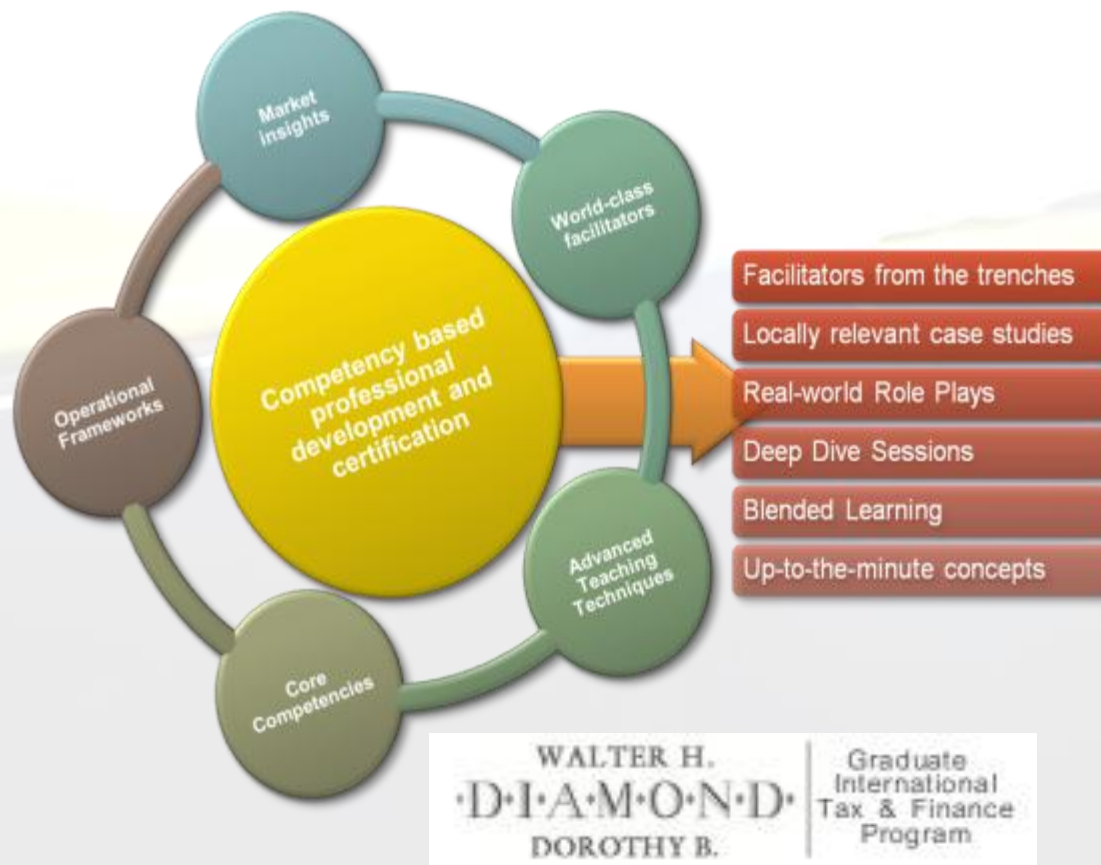 Market
insights
World-class
facilitators
Operational
Frameworks
Competency based
professional
development and
certification
Advanced
Teaching
Techniques
Core
Competencies
Facilitators from the trenches
Locally relevant case studies
Real-world Role Plays
Deep Dive Sessions
Blended Learning
Up-to-the-minute concepts
WALTER H.
·D·I·A·M·O·N·D·
DOROTHY B.
Graduate
International
Tax & Finance
Program